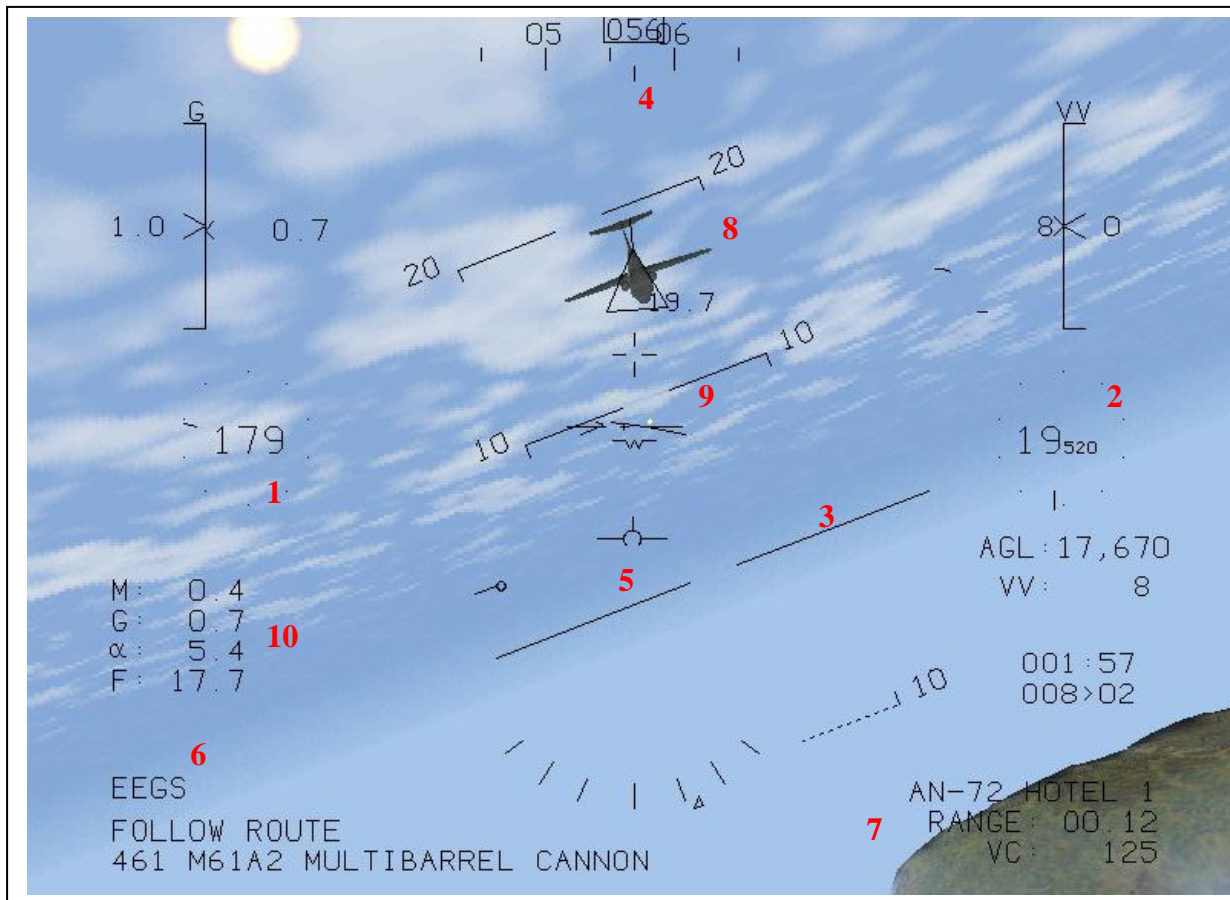 05 056 06
4
G
VV
20
1.0 0.7
8
8 0
20
19.7
10
9
2
10
179
19520
1
3
AGL:17,670
5
VV: 8
M: 0.4
G: 0.7
10
α: 5.4
F: 17.7
001:57
008>02
10
6
EEGS
AN-72 HOTEL 1
FOLLOW ROUTE
7
RANGE: 00.12
461 M61A2 MULTIBARREL CANNON
VC: 125